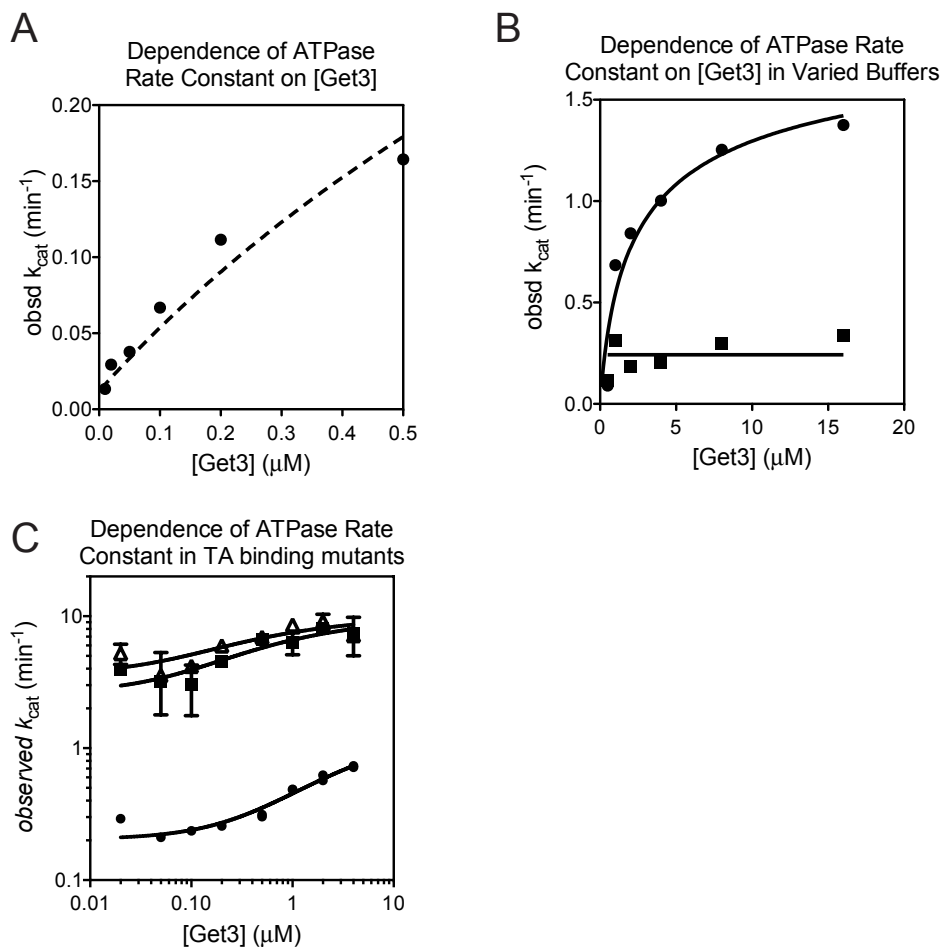 A
Dependence of ATPase
Rate Constant on [Get3]
0.20
0.15
0.10
0.05
0.00
obsd kcat (min-1)
0.0 0.1 0.2 0.3 0.4 0.5
[Get3] (μM)
B
Dependence of ATPase Rate
Constant on [Get3] in Varied Buffers
1.5
1.0
0.5
0.0
obsd kcat (min-1)
0 5 10 15 20
[Get3] (μM)
C
Dependence of ATPase Rate
Constant in TA binding mutants
10
1
0.1
observed kcat (min-1)
0.01 0.10 1 10
[Get3] (μM)